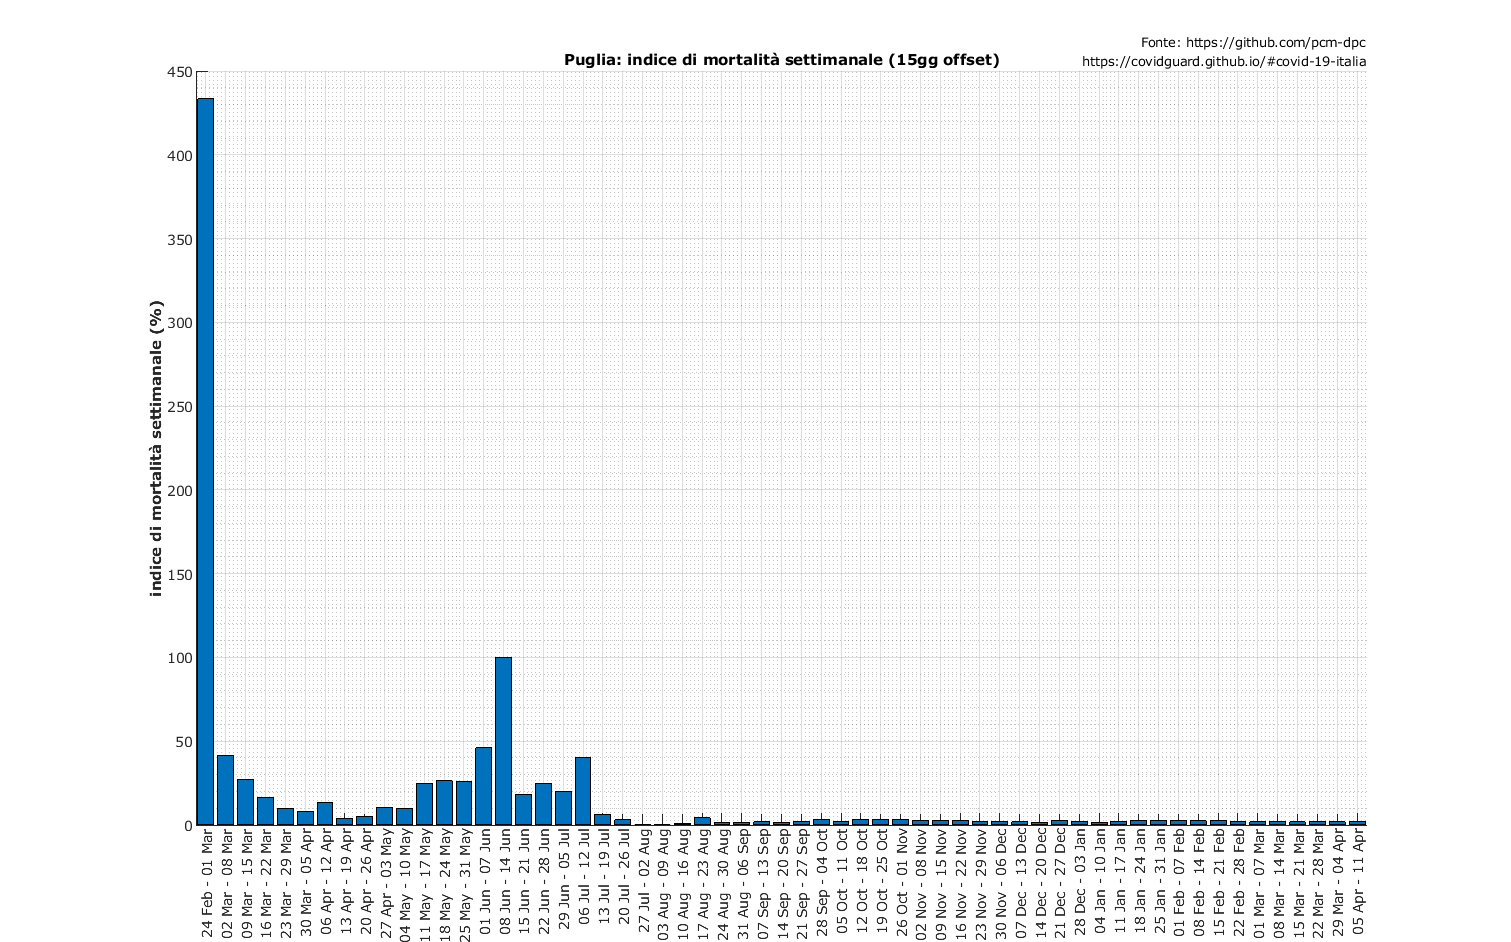 Fonte: https://github.com/pcm-dpc
Puglia: indice di mortalità settimanale (15gg offset)
https://covidguard.github.io/#covid-19-italia
indice di mortalità settimanale (%)
450
400
350
300
250
200
150
100
50
0
24 Feb - 01 Mar
02 Mar - 08 Mar
09 Mar - 15 Mar
16 Mar - 22 Mar
23 Mar - 29 Mar
30 Mar - 05 Apr
06 Apr - 12 Apr
13 Apr - 19 Apr
20 Apr - 26 Apr
27 Apr - 03 May
04 May - 10 May
11 May - 17 May
18 May - 24 May
25 May - 31 May
01 Jun - 07 Jun
08 Jun - 14 Jun
15 Jun - 21 Jun
22 Jun - 28 Jun
29 Jun - 05 Jul
06 Jul - 12 Jul
13 Jul - 19 Jul
20 Jul - 26 Jul
27 Jul - 02 Aug
03 Aug - 09 Aug
10 Aug - 16 Aug
17 Aug - 23 Aug
24 Aug - 30 Aug
31 Aug - 06 Sep
07 Sep - 13 Sep
14 Sep - 20 Sep
21 Sep - 27 Sep
28 Sep - 04 Oct
05 Oct - 11 Oct
12 Oct - 18 Oct
19 Oct - 25 Oct
26 Oct - 01 Nov
02 Nov - 08 Nov
09 Nov - 15 Nov
16 Nov - 22 Nov
23 Nov - 29 Nov
30 Nov - 06 Dec
07 Dec - 13 Dec
14 Dec - 20 Dec
21 Dec - 27 Dec
28 Dec - 03 Jan
04 Jan - 10 Jan
11 Jan - 17 Jan
18 Jan - 24 Jan
25 Jan - 31 Jan
01 Feb - 07 Feb
08 Feb - 14 Feb
15 Feb - 21 Feb
22 Feb - 28 Feb
01 Mar - 07 Mar
08 Mar - 14 Mar
15 Mar - 21 Mar
22 Mar - 28 Mar
29 Mar - 04 Apr
05 Apr - 11 Apr